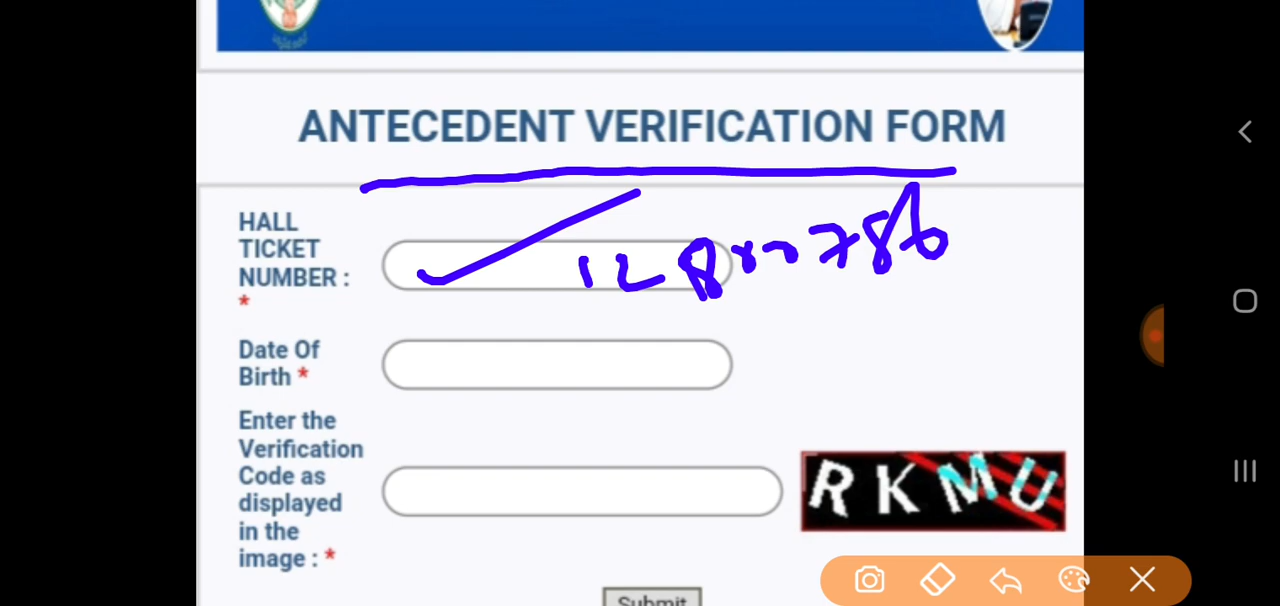 ANTECEDENT VERIFICATION FORM
HALL
TICKET
NUMBER :
*
Date Of
Birth *
Enter the
Verification
Code as
displayed
in the
image : *
RKMU
Submit